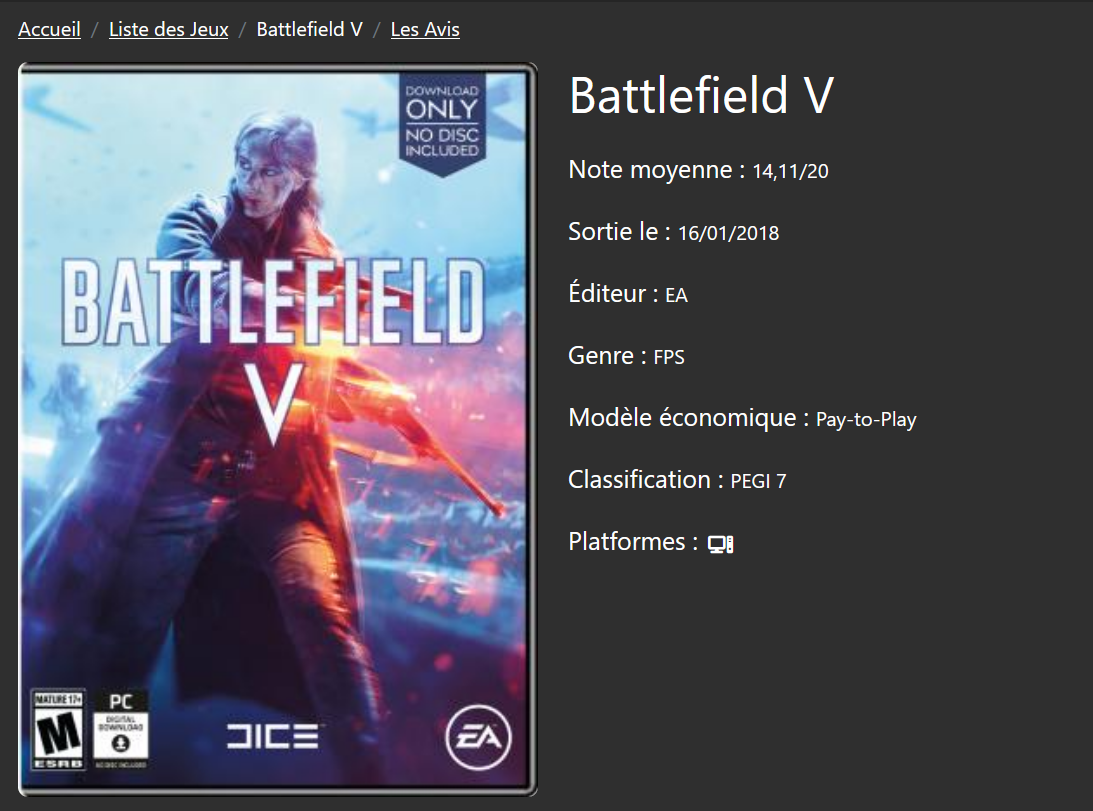 Accueil / Liste des Jeux / Battlefield V / Les Avis
DOWNLOAD
ONLY
NO DISC
INCLUDED
BATTLEFIELD
V
MATURE 17+
M
ESRB
PC
DIGITAL
DOWNLOAD
NO DISC INCLUDED
DICE
EA
Battlefield V
Note moyenne : 14,11/20
Sortie le : 16/01/2018
Éditeur : EA
Genre : FPS
Modèle économique : Pay-to-Play
Classification : PEGI 7
Platformes :